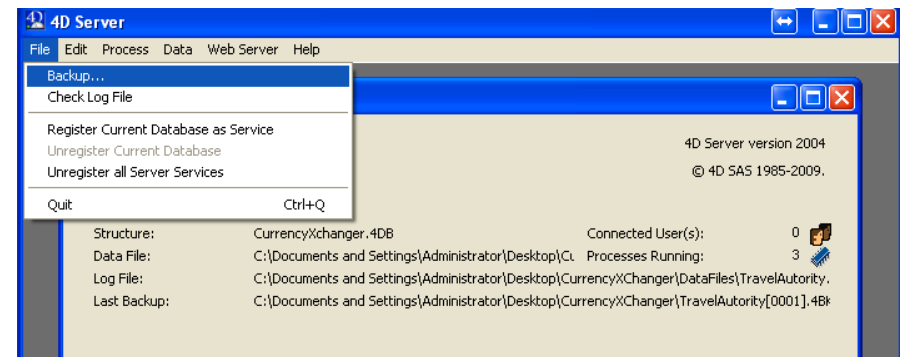 4D Server
File Edit Process Data Web Server Help
Backup...
Check Log File
Register Current Database as Service
Unregister Current Database
Unregister all Server Services
Quit Ctrl+Q
4D Server version 2004
© 4D SAS 1985-2009.
Structure: CurrencyXchanger.4DB Connected User(s): 0
Data File: C:\Documents and Settings\Administrator\Desktop\Cu Processes Running: 3
Log File: C:\Documents and Settings\Administrator\Desktop\CurrencyXChanger\DataFiles\TravelAutority.
Last Backup: C:\Documents and Settings\Administrator\Desktop\CurrencyXChanger\TravelAutority[0001].4BK